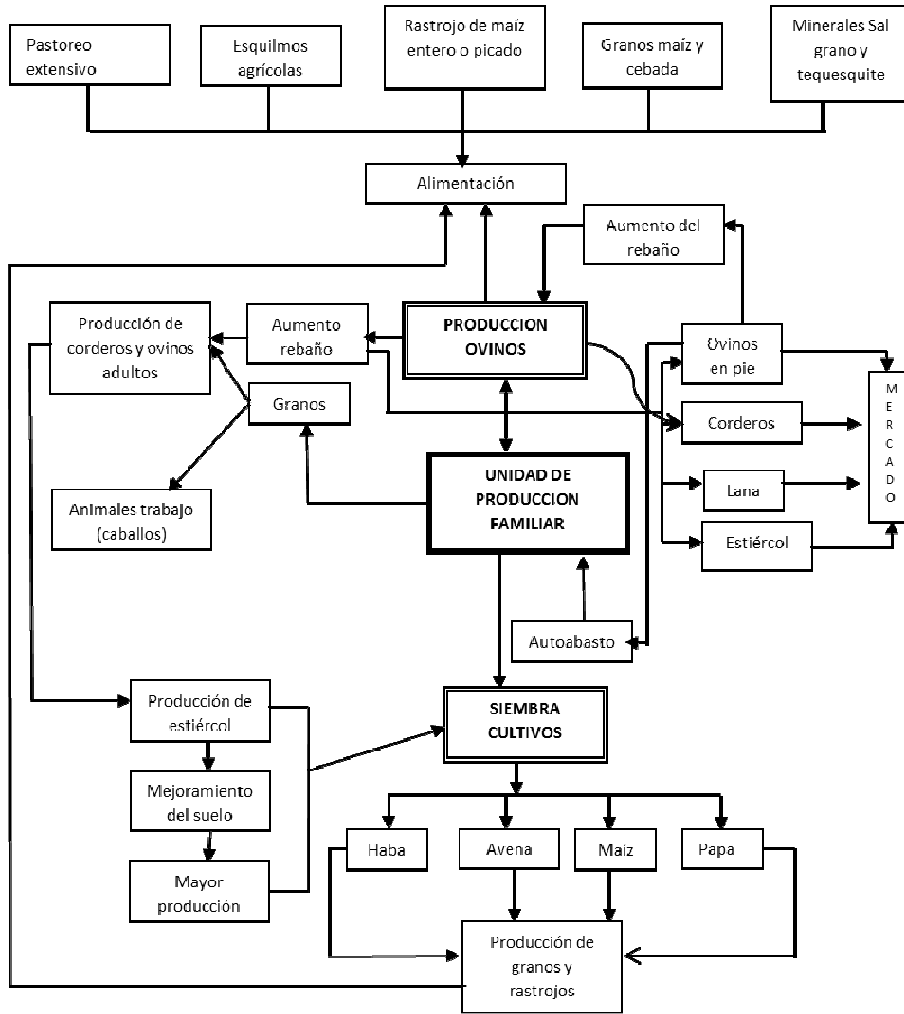 Pastoreo
extensivo
Esquilmos
agrícolas
Rastrojo de maíz
entero o picado
Granos maíz y
cebada
Minerales Sal
grano y
tequesquite
Alimentación
Aumento del
rebaño
Producción de
corderos y ovinos
adultos
Aumento
rebaño
PRODUCCION
OVINOS
Ovinos
en pie
M
E
R
C
A
D
O
Granos
Corderos
UNIDAD DE
PRODUCCION
FAMILIAR
Lana
Animales trabajo
(caballos)
Estiércol
Autoabasto
Producción de
estiércol
SIEMBRA
CULTIVOS
Mejoramiento
del suelo
Haba
Avena
Maíz
Papa
Mayor
producción
Producción de
granos y
rastrojos